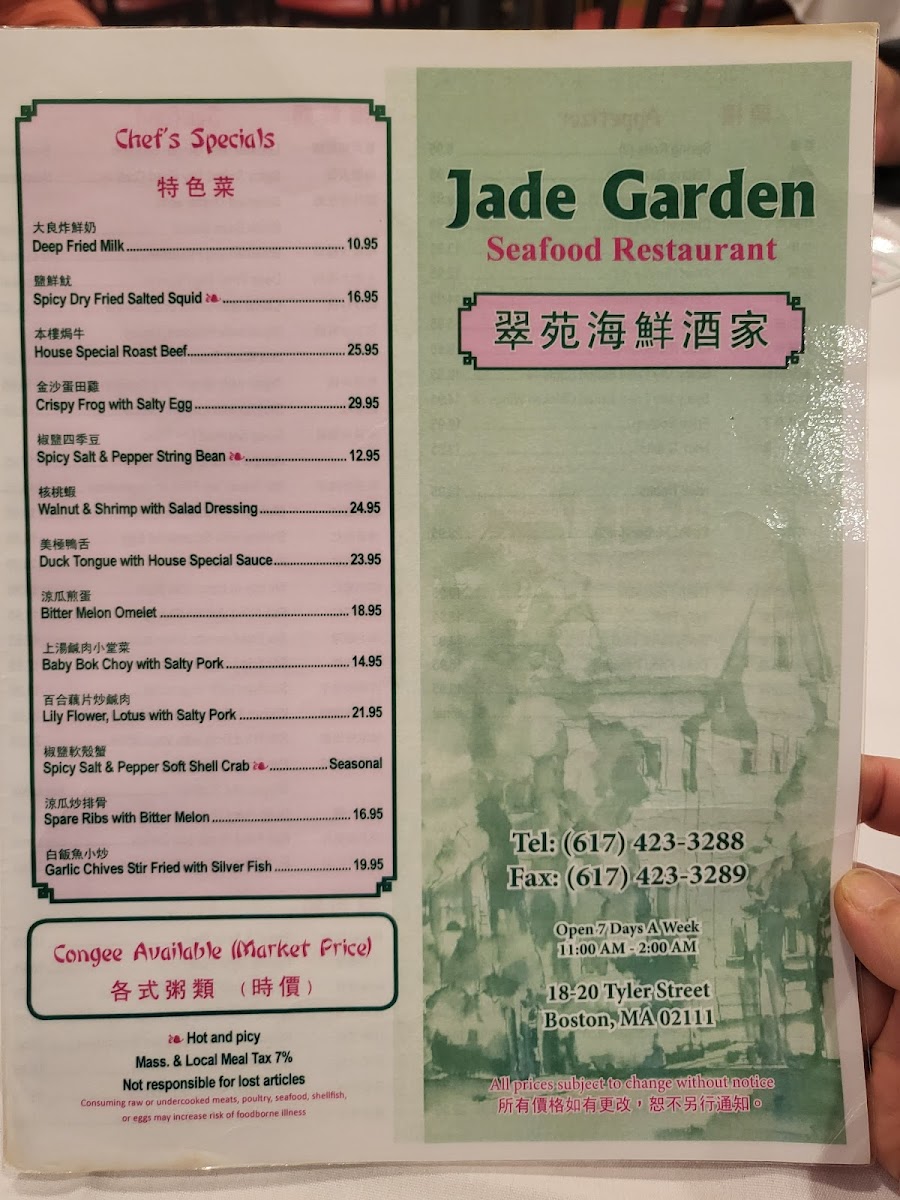 Chef's Specials
特色菜
大良炸鮮奶
Deep Fried Milk ........ 10.95
鹽鮮魷
Spicy Dry Fried Salted Squid ........ 16.95
本樓焗牛
House Special Roast Beef........ 25.95
金沙蛋田雞
Crispy Frog with Salty Egg ........ 29.95
椒鹽四季豆
Spicy Salt & Pepper String Bean ........ 12.95
核桃蝦
Walnut & Shrimp with Salad Dressing ........ 24.95
美極鴨舌
Duck Tongue with House Special Sauce........ 23.95
涼瓜煎蛋
Bitter Melon Omelet ........ 18.95
上湯鹹肉小堂菜
Baby Bok Choy with Salty Pork ........ 14.95
百合藕片炒鹹肉
Lily Flower, Lotus with Salty Pork ........ 21.95
椒鹽軟殼蟹
Spicy Salt & Pepper Soft Shell Crab ........ Seasonal
涼瓜炒排骨
Spare Ribs with Bitter Melon ........ 16.95
白飯魚小炒
Garlic Chives Stir Fried with Silver Fish ........ 19.95
Congee Available (Market Price)
各式粥類 (時價)
Hot and picy
Mass. & Local Meal Tax 7%
Not responsible for lost articles
Consuming raw or undercooked meats, poultry, seafood, shellfish,
or eggs may increase risk of foodborne illness
Jade Garden
Seafood Restaurant
翠苑海鮮酒家
Tel: (617) 423-3288
Fax: (617) 423-3289
Open 7 Days A Week
11:00 AM - 2:00 AM
18-20 Tyler Street
Boston, MA 02111
All prices subject to change without notice
所有價格如有更改，恕不另行通知。